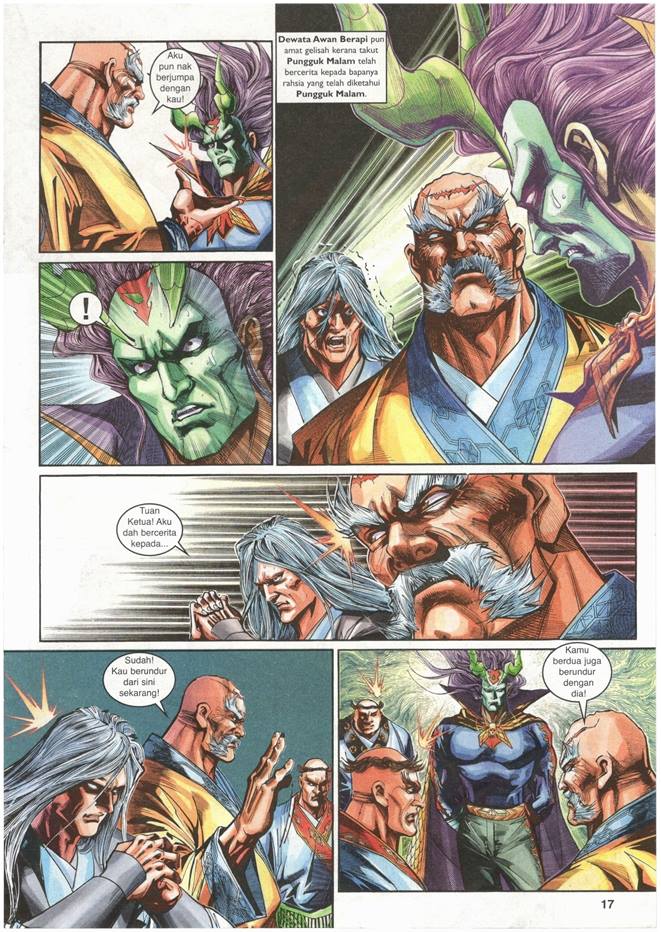 Aku
pun nak
berjumpa
dengan
kau!
Dewata Awan Berapi pun
amat gelisah kerana takut
Pungguk Malam telah
bercerita kepada bapanya
rahsia yang telah diketahui
Pungguk Malam.
!
Tuan
Ketua! Aku
dah bercerita
kepada...
Sudah!
Kau berundur
dari sini
sekarang!
Kamu
berdua juga
berundur
dengan
dia!
17